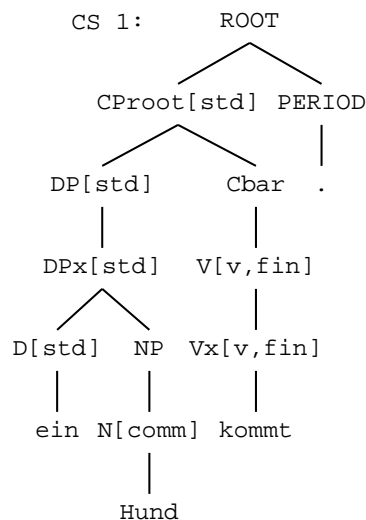 CS 1: ROOT
CProot[std] PERIOD
DP[std] Cbar .
DPx[std] V[v,fin]
D[std] NP Vx[v,fin]
ein N[comm] kommt
Hund